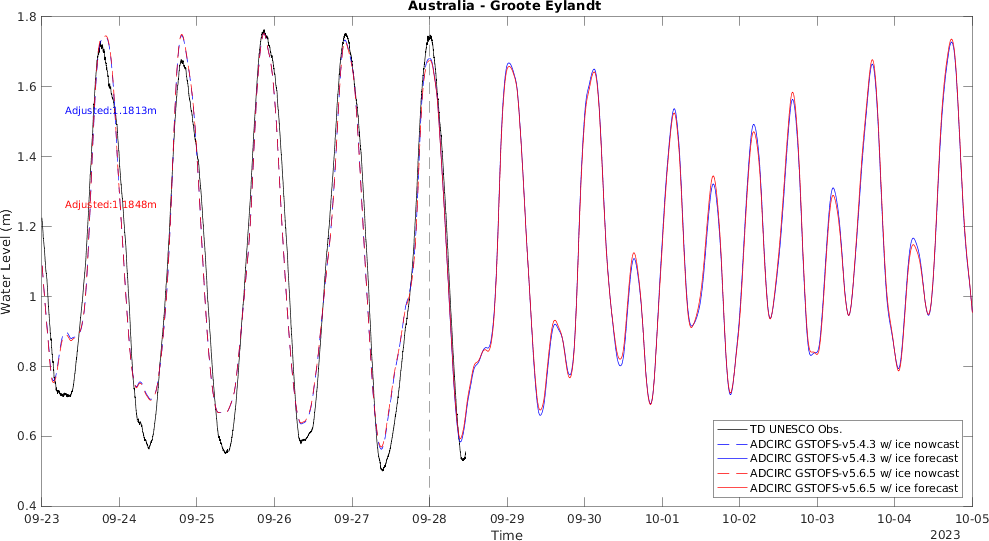 Australia - Groote Eylandt
1.8
1.6
1.4
1.2
1
0.8
0.6
0.4
Water Level (m)
Adjusted:1.1813m
Adjusted:1.1848m
TD UNESCO Obs.
ADCIRC GSTOFS-v5.4.3 w/ ice nowcast
ADCIRC GSTOFS-v5.4.3 w/ ice forecast
ADCIRC GSTOFS-v5.6.5 w/ ice nowcast
ADCIRC GSTOFS-v5.6.5 w/ ice forecast
09-23 09-24 09-25 09-26 09-27 09-28 09-29 09-30 10-01 10-02 10-03 10-04 10-05
Time
2023